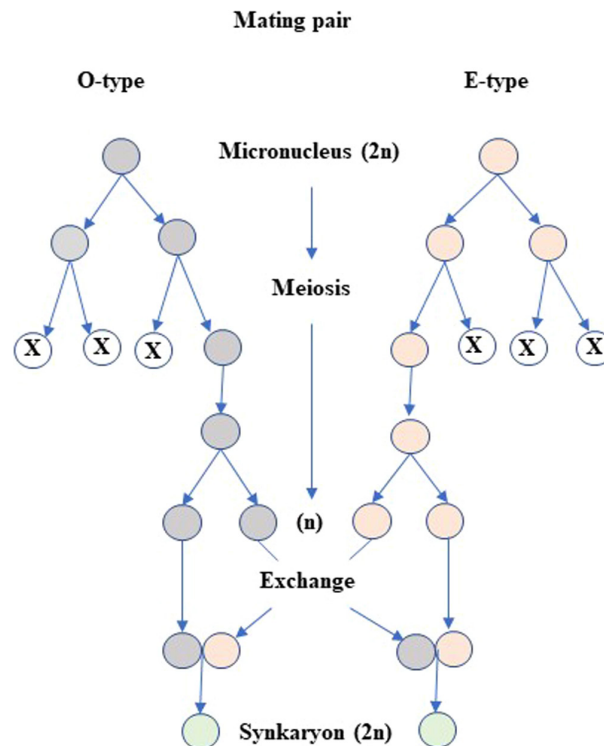 Mating pair
O-type
E-type
Micronucleus (2n)
Meiosis
X X X X X X
(n)
Exchange
Synkaryon (2n)